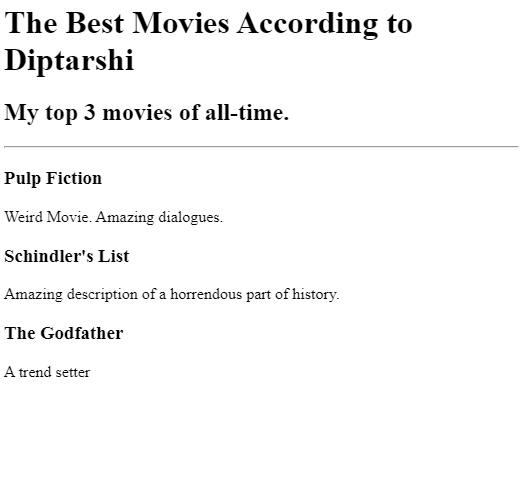 The Best Movies According to
Diptarshi
My top 3 movies of all-time.
Pulp Fiction
Weird Movie. Amazing dialogues.
Schindler's List
Amazing description of a horrendous part of history.
The Godfather
A trend setter